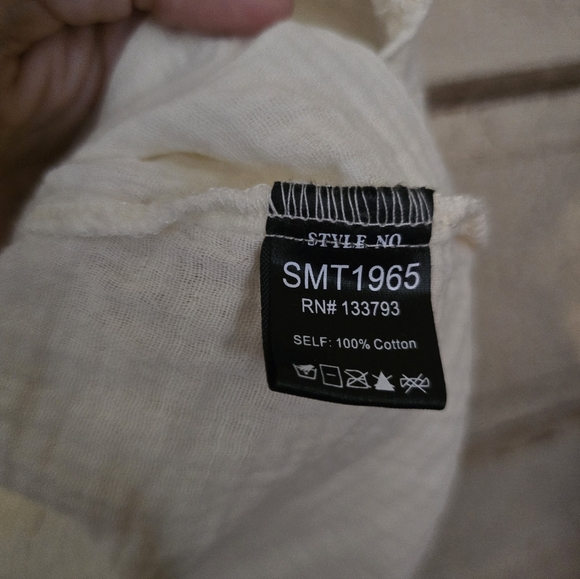 STYLE NO
SMT1965
RN# 133793
SELF: 100% Cotton